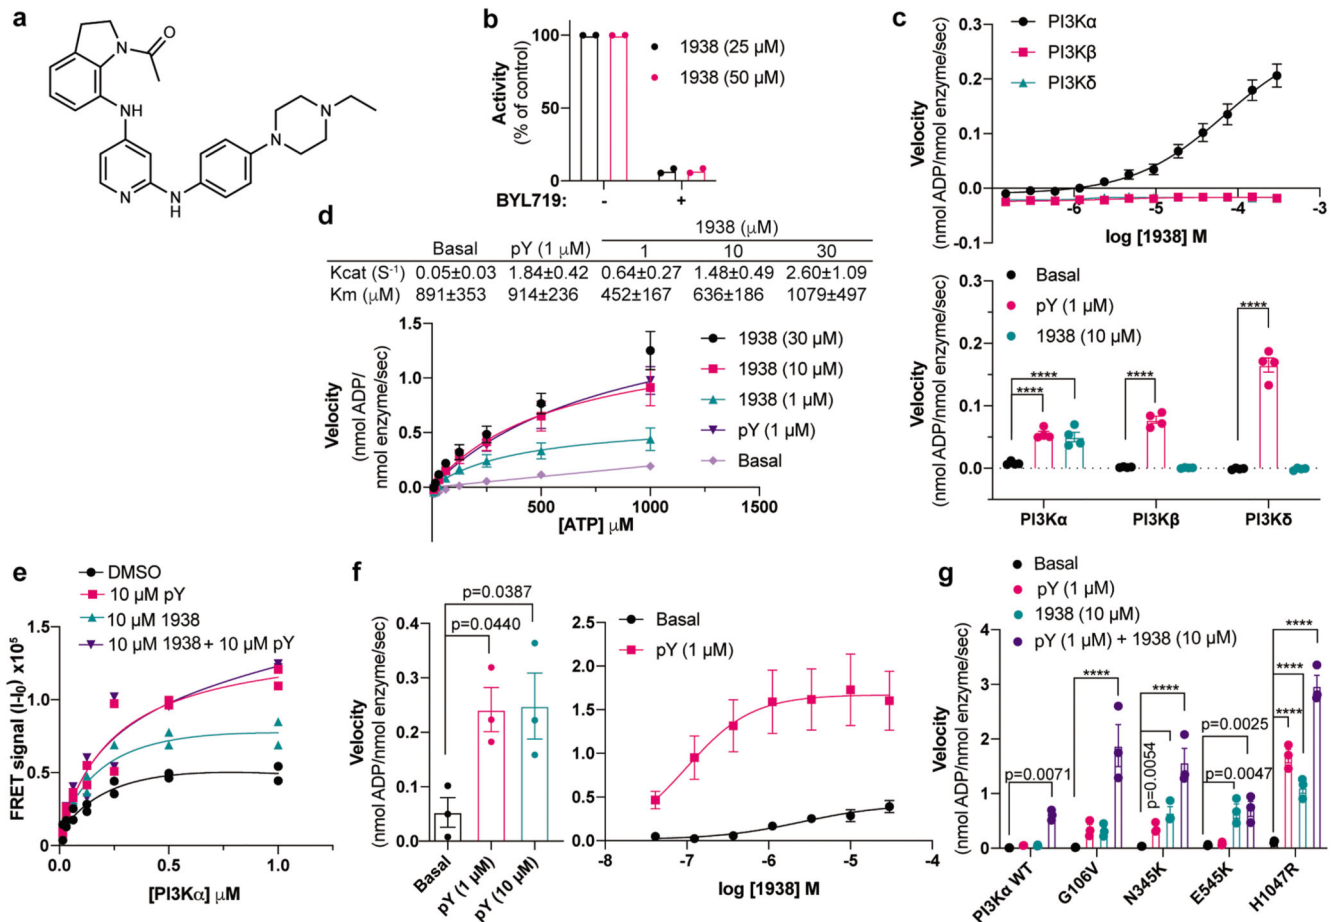 a
O
N
NH
N
N
H
N
N
b
Activity
(% of control)
100
50
0
1938 (25 µM)
1938 (50 µM)
BYL719:
-
+
c
Velocity
(nmol ADP/nmol enzyme/sec)
0.3
0.2
0.1
0.0
-0.1
PI3Kα
PI3Kβ
PI3Kδ
-6
-5
-4
-3
log [1938] M
Velocity
(nmol ADP/nmol enzyme/sec)
0.3
0.2
0.1
0.0
Basal
pY (1 µM)
1938 (10 µM)
****
****
****
****
PI3Kα
PI3Kβ
PI3Kδ
d
1938 (µM)
Basal pY (1 µM) 1 10 30
Kcat (S-1) 0.05±0.03 1.84±0.42 0.64±0.27 1.48±0.49 2.60±1.09
Km (µM) 891±353 914±236 452±167 636±186 1079±497
Velocity
(nmol ADP/
nmol enzyme/sec)
1.5
1.0
0.5
0.0
500
1000
1500
[ATP] µM
1938 (30 µM)
1938 (10 µM)
1938 (1 µM)
pY (1 µM)
Basal
e
DMSO
10 µM pY
10 µM 1938
10 µM 1938 + 10 µM pY
FRET signal (I-I0) x10⁵
1.5
1.0
0.5
0
0.0
0.5
1.0
[PI3Kα] µM
f
Velocity
(nmol ADP/nmol enzyme/sec)
0.4
0.3
0.2
0.1
0.0
p=0.0387
p=0.0440
Basal
pY (1 µM)
pY (10 µM)
2.5
2.0
1.5
1.0
0.5
0.0
Basal
pY (1 µM)
-8
-7
-6
-5
-4
log [1938] M
g
Basal
pY (1 µM)
1938 (10 µM)
pY (1 µM) + 1938 (10 µM)
Velocity
(nmol ADP/nmol enzyme/sec)
4
3
2
1
0
p=0.0071
****
****
p=0.0054
p=0.0025
p=0.0047
****
****
****
PI3Kα WT
G106V
N345K
E545K
H1047R